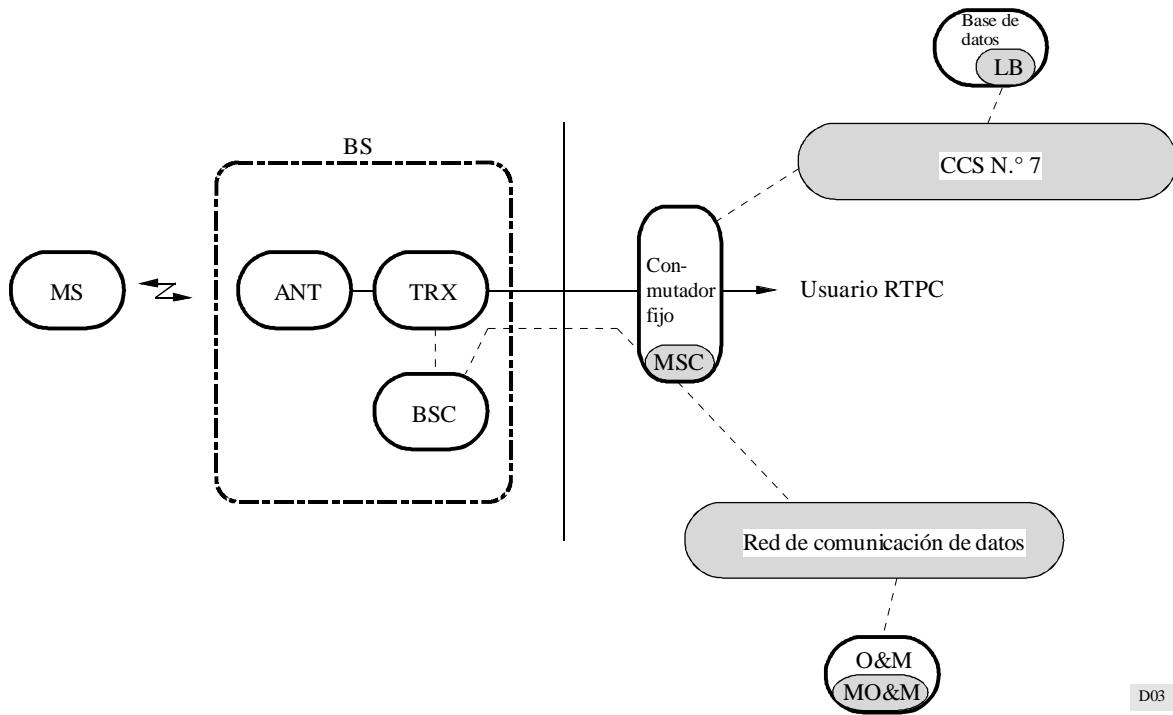 Base de
datos
LB
BS
CCS N.° 7
MS
ANT
TRX
Con-
mutador
fijo
Usuario RTPC
MSC
BSC
Red de comunicación de datos
O&M
MO&M
D03